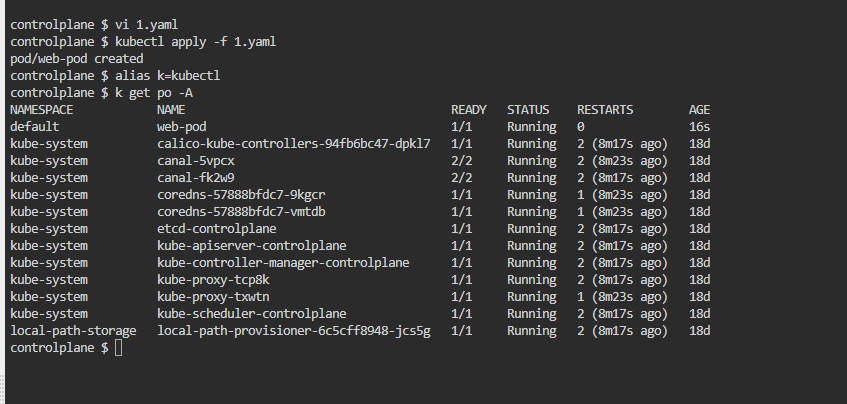 controlplane $ vi 1.yaml
controlplane $ kubectl apply -f 1.yaml
pod/web-pod created
controlplane $ alias k=kubectl
controlplane $ k get po -A
NAMESPACE            NAME                                      READY   STATUS    RESTARTS        AGE
default              web-pod                                   1/1     Running   0               16s
kube-system          calico-kube-controllers-94fb6bc47-dpkl7   1/1     Running   2 (8m17s ago)   18d
kube-system          canal-5vpcx                               2/2     Running   2 (8m23s ago)   18d
kube-system          canal-fk2w9                               2/2     Running   2 (8m17s ago)   18d
kube-system          coredns-57888bfdc7-9kgcr                  1/1     Running   1 (8m23s ago)   18d
kube-system          coredns-57888bfdc7-vmtdb                  1/1     Running   1 (8m23s ago)   18d
kube-system          etcd-controlplane                         1/1     Running   2 (8m17s ago)   18d
kube-system          kube-apiserver-controlplane               1/1     Running   2 (8m17s ago)   18d
kube-system          kube-controller-manager-controlplane      1/1     Running   2 (8m17s ago)   18d
kube-system          kube-proxy-tcp8k                          1/1     Running   2 (8m17s ago)   18d
kube-system          kube-proxy-txwtn                          1/1     Running   1 (8m23s ago)   18d
kube-system          kube-scheduler-controlplane               1/1     Running   2 (8m17s ago)   18d
local-path-storage   local-path-provisioner-6c5cff8948-jcs5g   1/1     Running   2 (8m17s ago)   18d
controlplane $